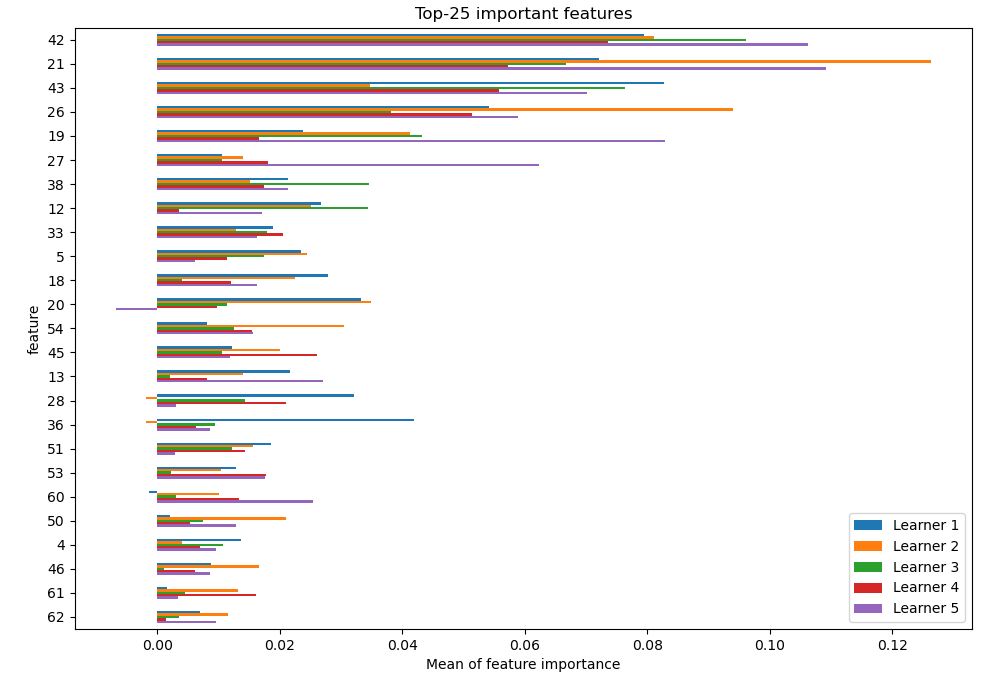 Top-25 important features
42
21
43
26
19
27
38
12
33
5
18
20
54
45
13
28
36
51
53
60
50
4
46
61
62
feature
0.00 0.02 0.04 0.06 0.08 0.10 0.12
Mean of feature importance
Learner 1
Learner 2
Learner 3
Learner 4
Learner 5